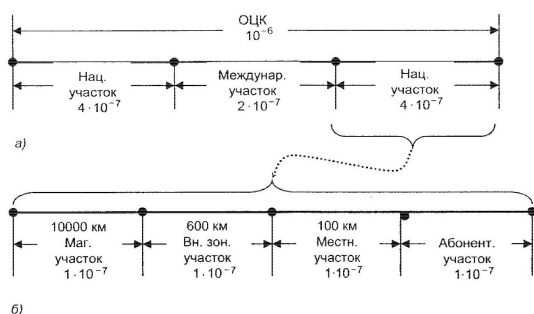 ОЦК
10⁻⁶
Нац.
участок
4·10⁻⁷
Междунар.
участок
2·10⁻⁷
Нац.
участок
4·10⁻⁷
а)
10000 км
Маг.
участок
1·10⁻⁷
600 км
Вн. зон.
участок
1·10⁻⁷
100 км
Местн.
участок
1·10⁻⁷
Абонент.
участок
1·10⁻⁷
б)